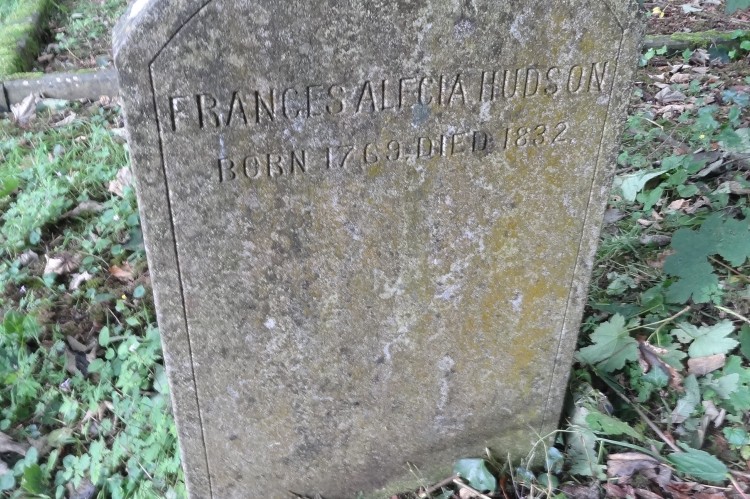 FRANCES ALECIA HUDSON
BORN 1769. DIED 1832